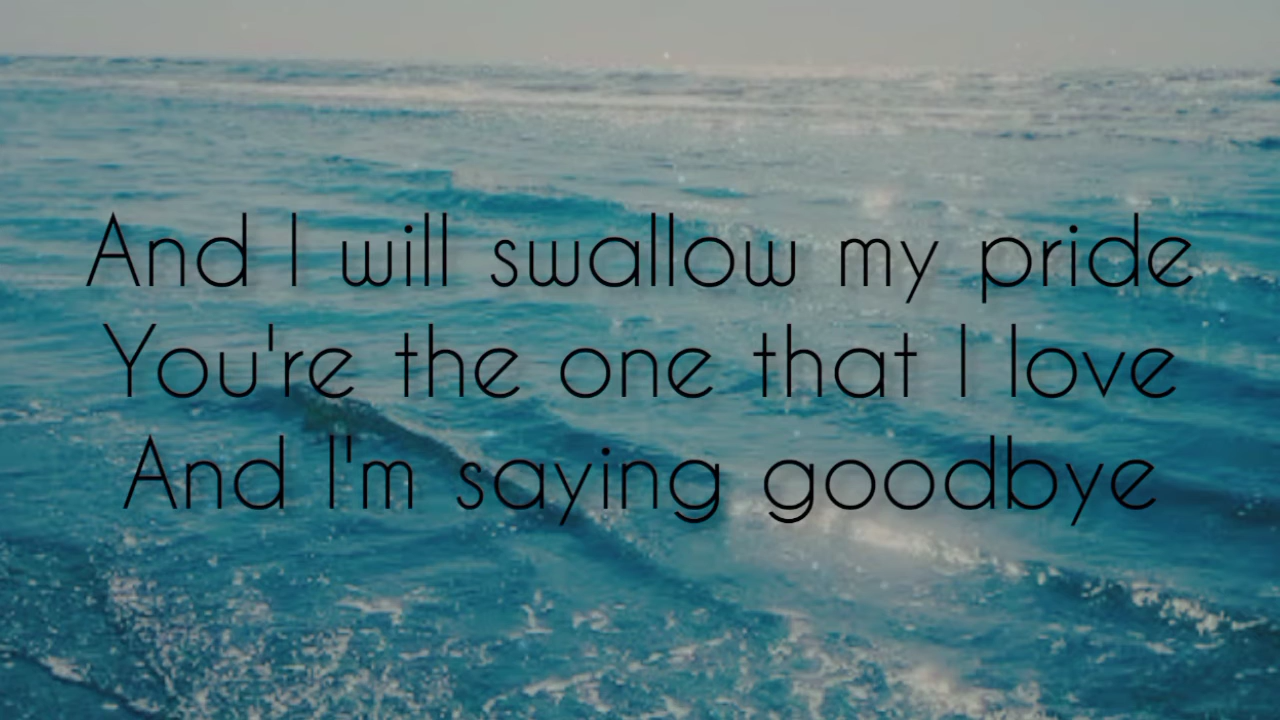 And I will swallow my pride
You're the one that I love
And I'm saying goodbye